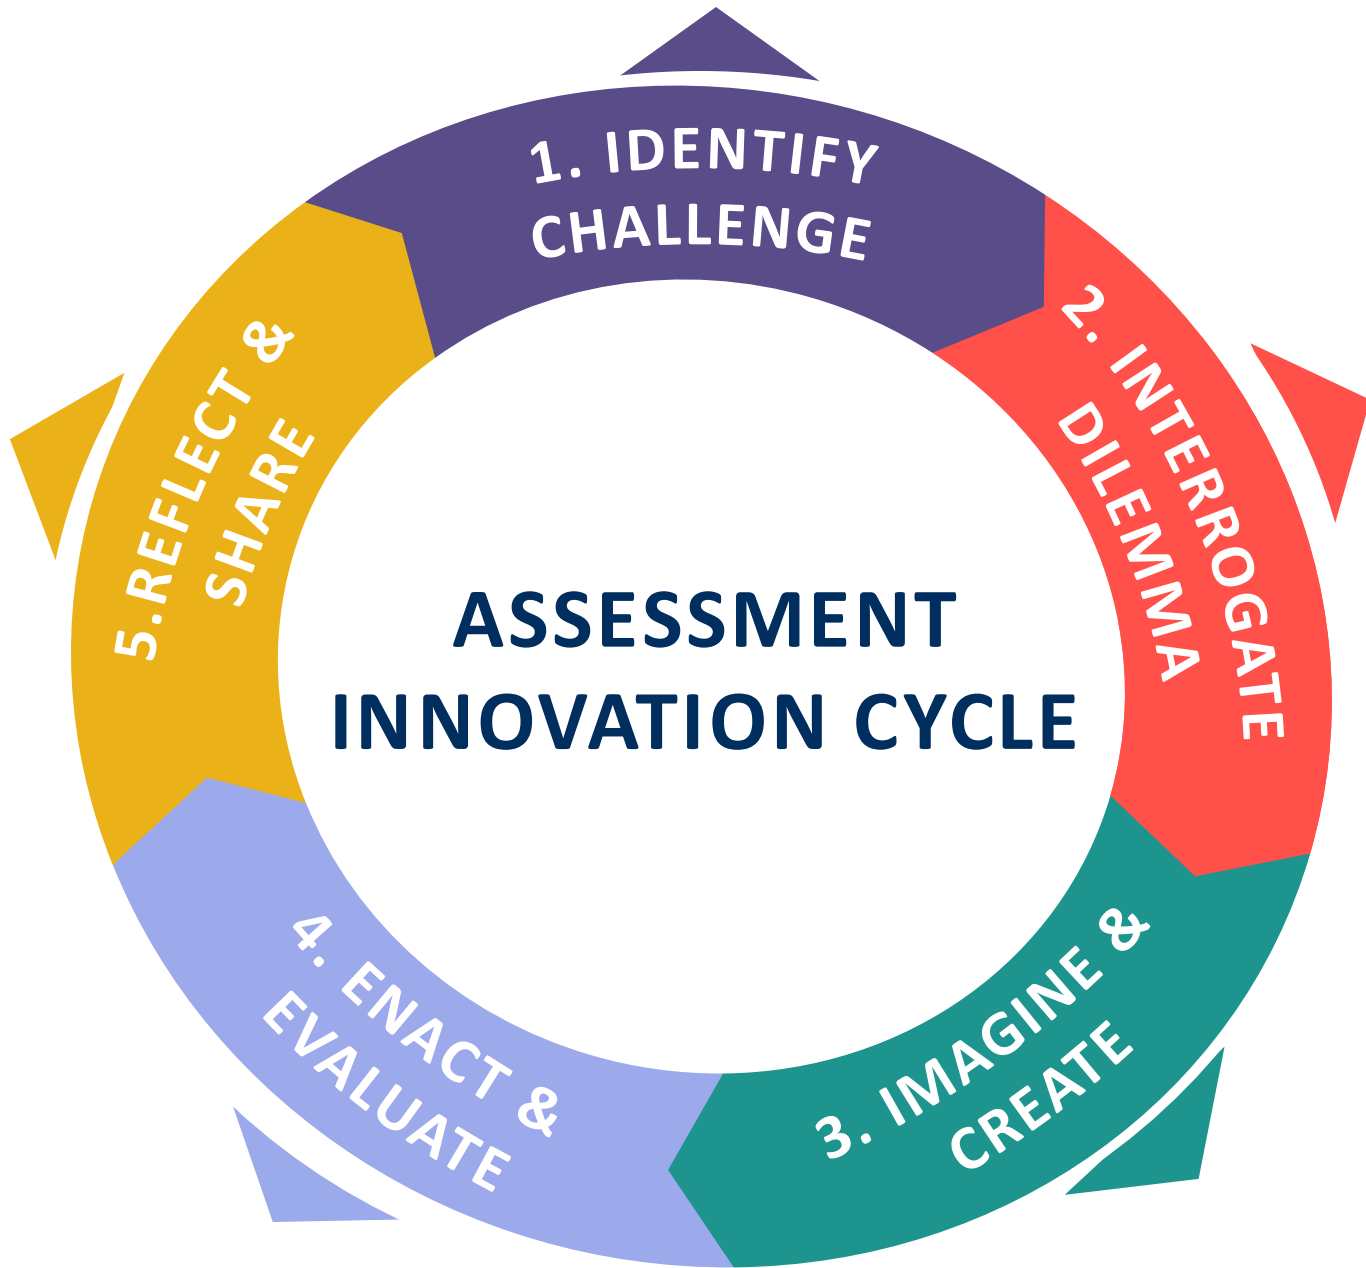 1. IDENTIFY
CHALLENGE
2. INTERROGATE
DILEMMA
3. IMAGINE &
CREATE
4. ENACT &
EVALUATE
5.REFLECT &
SHARE
ASSESSMENT
INNOVATION CYCLE